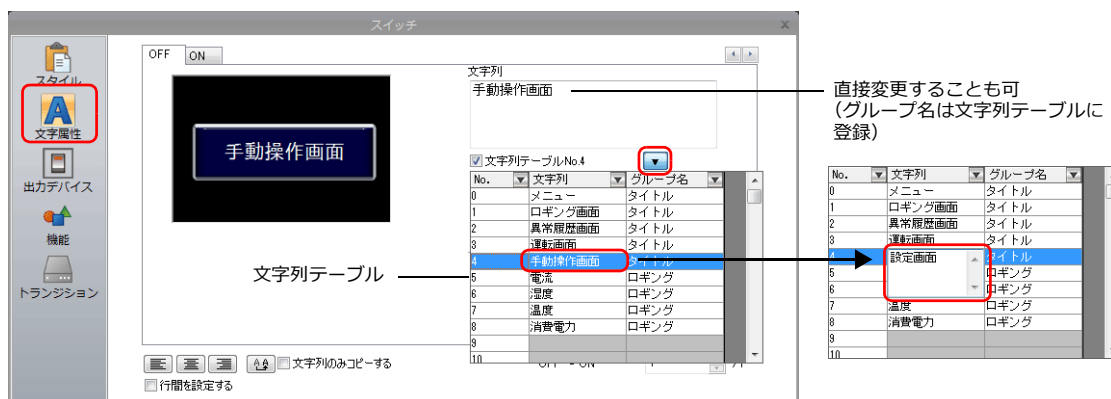 スイッチ x
スタイル
文字属性
出力デバイス
機能
トランジション
OFF ON
手動操作画面
文字列
手動操作画面
文字列テーブルNo.4
No. 文字列 グループ名
0 メニュー タイトル
1 ロギング画面 タイトル
2 異常履歴画面 タイトル
3 運転画面 タイトル
4 手動操作画面 タイトル
5 電流 ロギング
6 湿度 ロギング
7 温度 ロギング
8 消費電力 ロギング
9
10
文字列テーブル
文字列のみコピーする
行間を設定する
直接変更することも可
(グループ名は文字列テーブルに
登録)
No. 文字列 グループ名
0 メニュー タイトル
1 ロギング画面 タイトル
2 異常履歴画面 タイトル
3 運転画面 タイトル
設定画面 タイトル
5 ロギング
6 ロギング
7 温度 ロギング
8 消費電力 ロギング
9
10